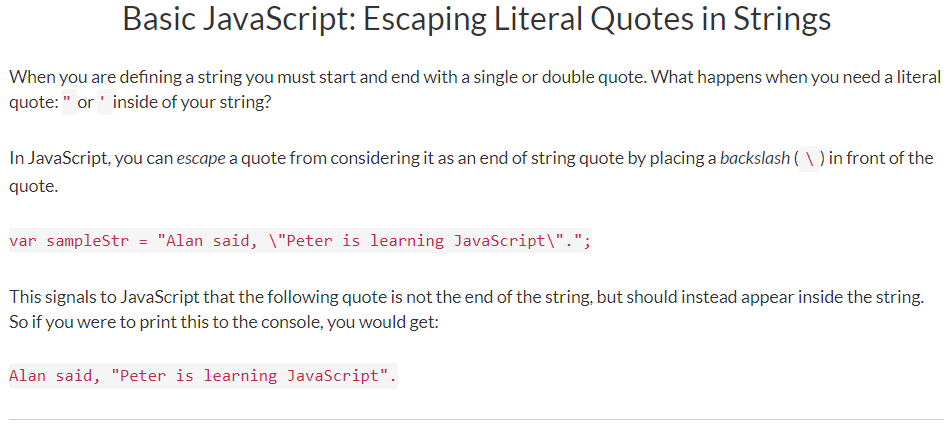 Basic JavaScript: Escaping Literal Quotes in Strings
When you are defining a string you must start and end with a single or double quote. What happens when you need a literal
quote: " or ' inside of your string?
In JavaScript, you can escape a quote from considering it as an end of string quote by placing a backslash ( \ ) in front of the
quote.
var sampleStr = "Alan said, \"Peter is learning JavaScript\".";
This signals to JavaScript that the following quote is not the end of the string, but should instead appear inside the string.
So if you were to print this to the console, you would get:
Alan said, "Peter is learning JavaScript".